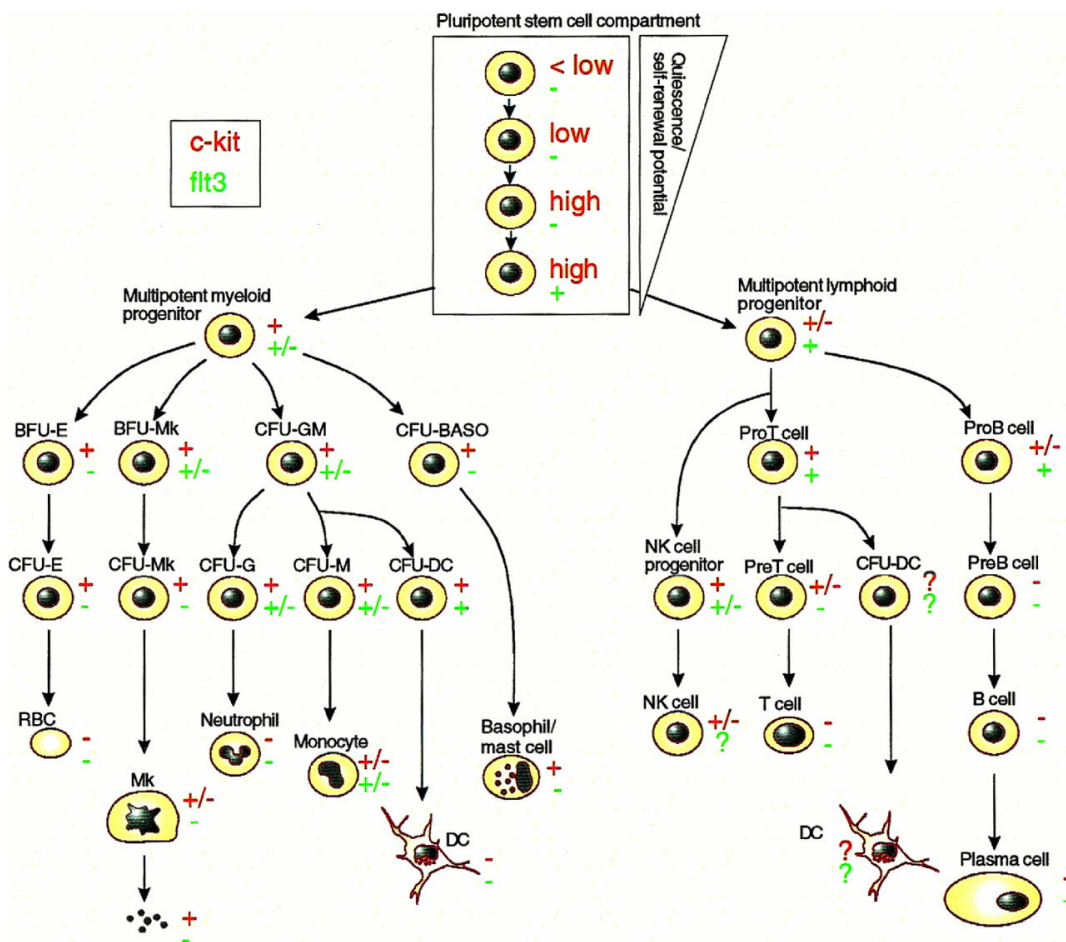 Pluripotent stem cell compartment
< low
-
low
-
high
-
high
+
Quiescence/
self-renewal potential
c-kit
flt3
Multipotent myeloid
progenitor
+
+/-
Multipotent lymphoid
progenitor
+/-
+
BFU-E
+
-
BFU-Mk
+
+/-
CFU-GM
+
+/-
CFU-BASO
+
-
ProT cell
+
+
ProB cell
+/-
+
CFU-E
+
-
CFU-Mk
+
-
CFU-G
+
+/-
CFU-M
+
+/-
CFU-DC
+
+
NK cell
progenitor
+
+/-
PreT cell
+/-
-
CFU-DC
?
?
PreB cell
-
-
RBC
-
-
Neutrophil
-
-
Monocyte
+/-
+/-
Basophil/
mast cell
+
-
NK cell
+/-
?
T cell
-
-
B cell
-
-
Mk
+/-
-
DC
-
-
DC
?
?
Plasma cell
-
-
+
-